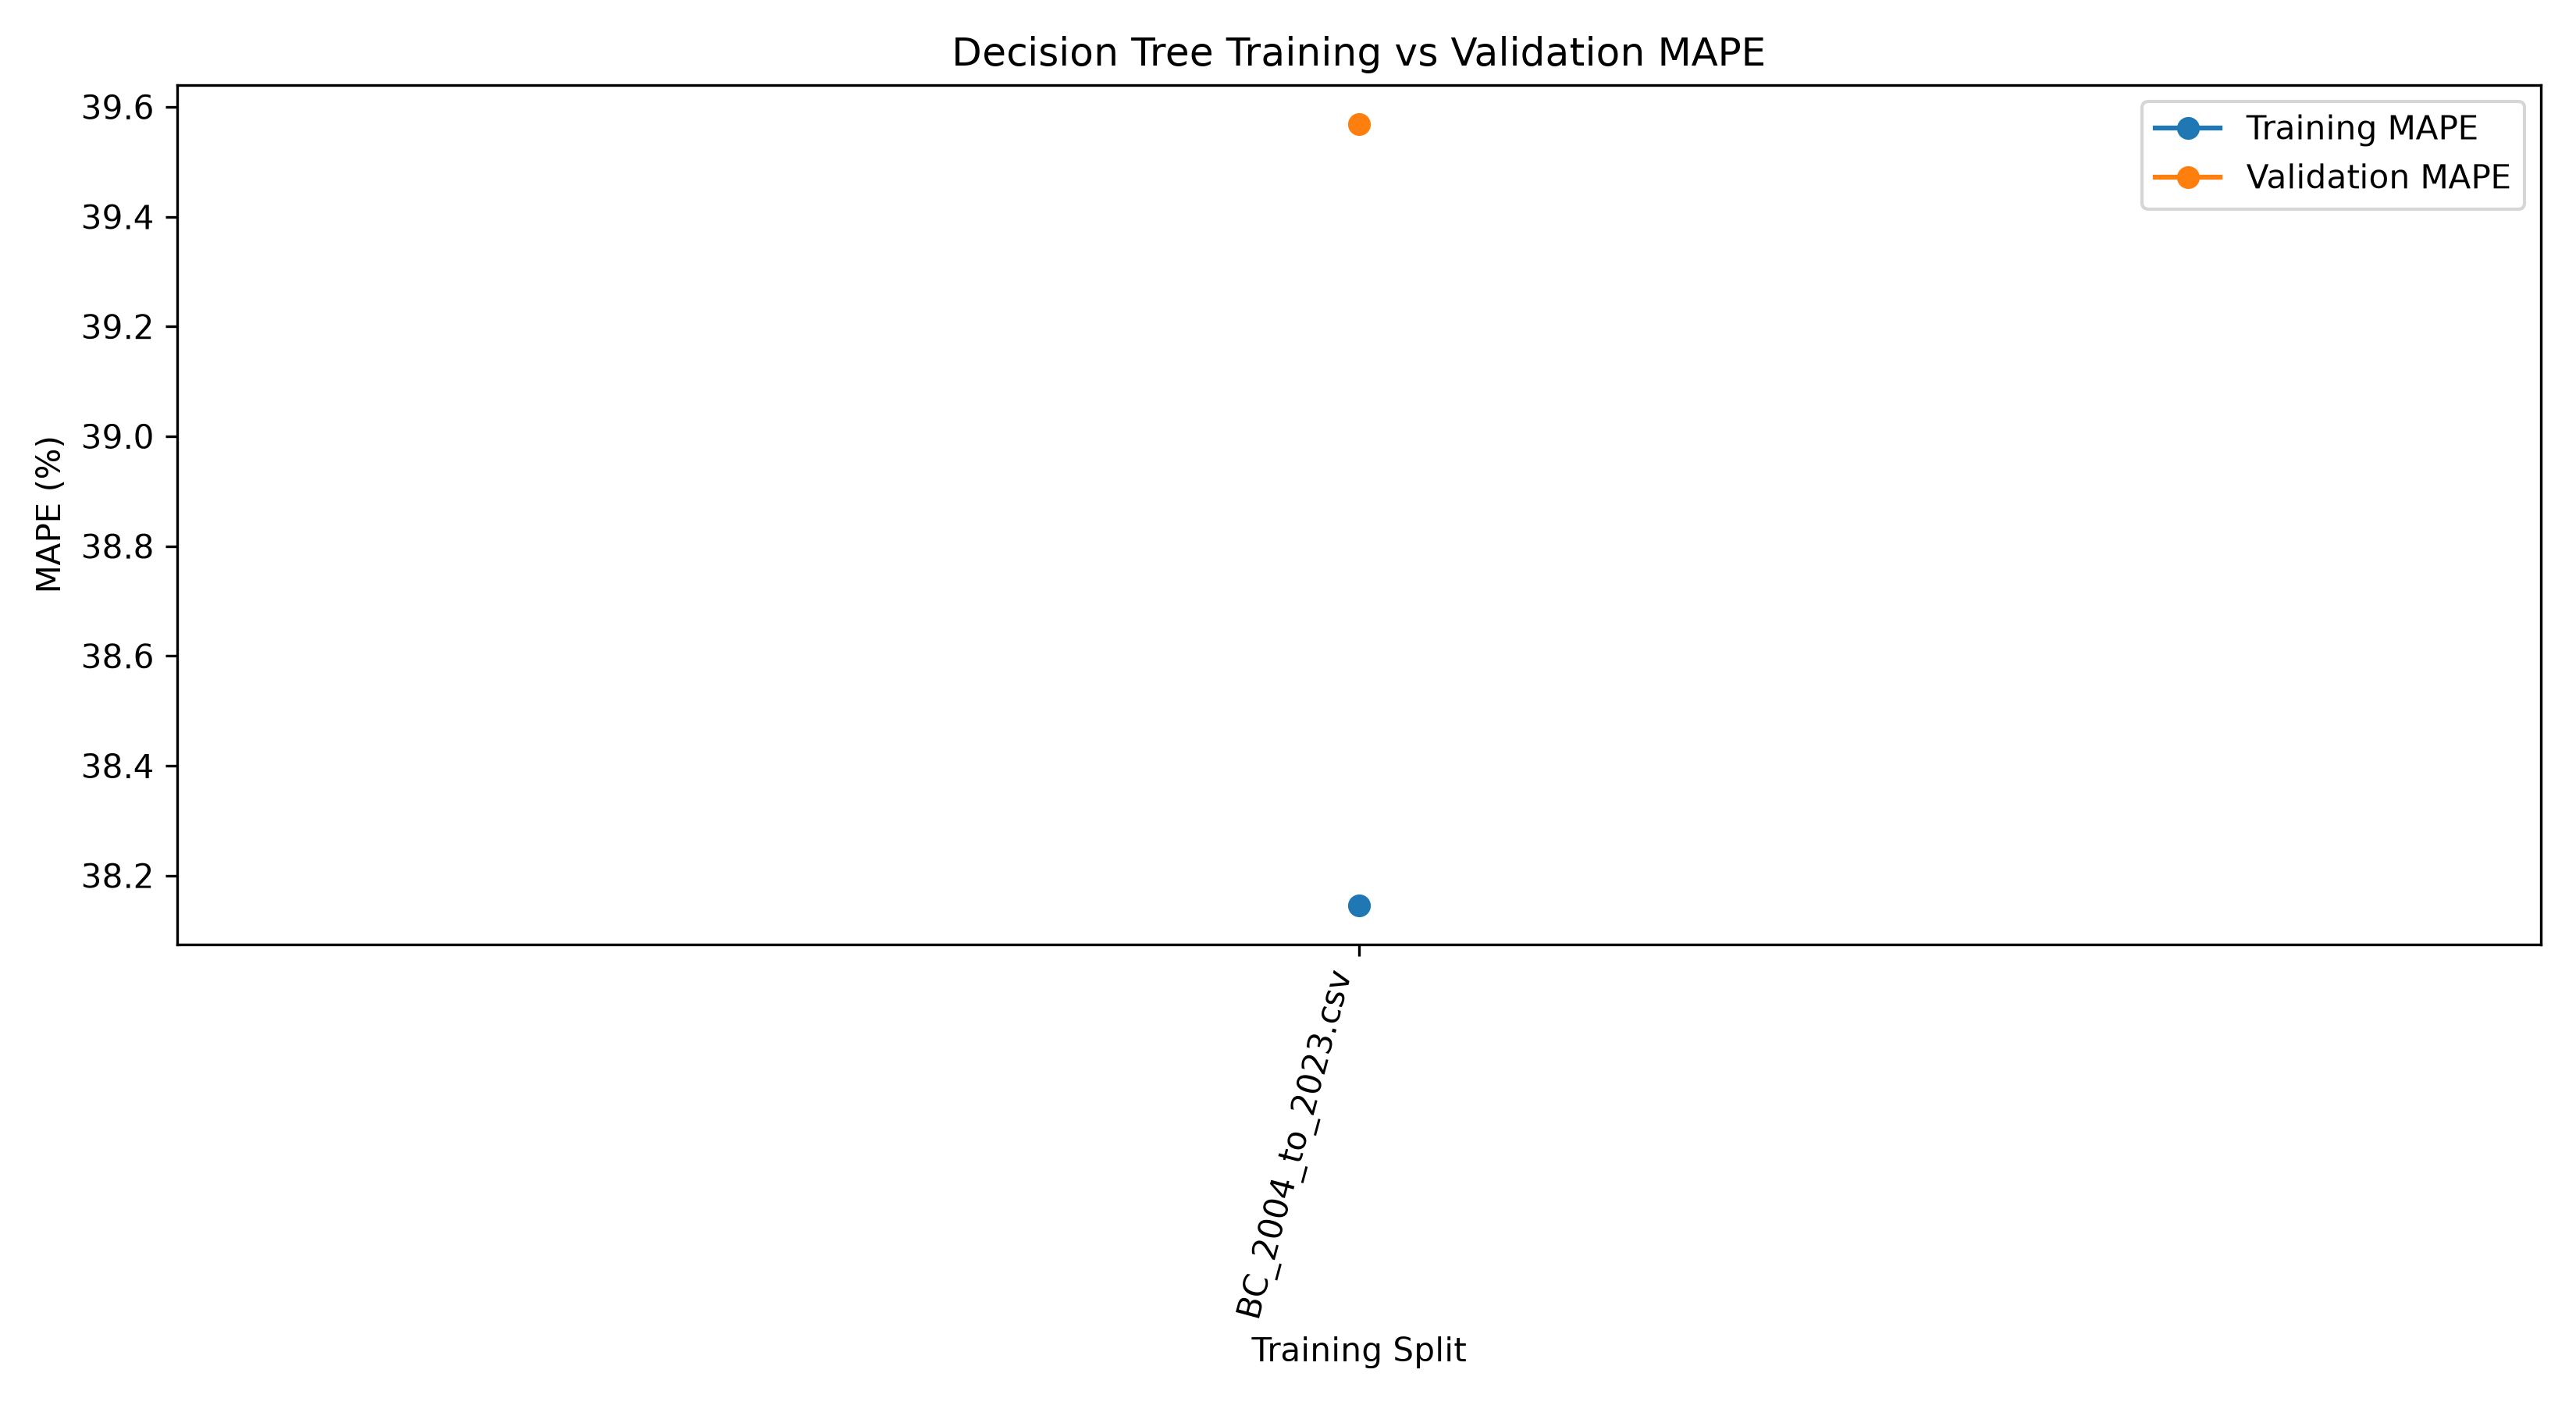 Decision Tree Training vs Validation MAPE
Training MAPE
Validation MAPE
MAPE (%)
39.6
39.4
39.2
39.0
38.8
38.6
38.4
38.2
BC_2004_to_2023.csv
Training Split